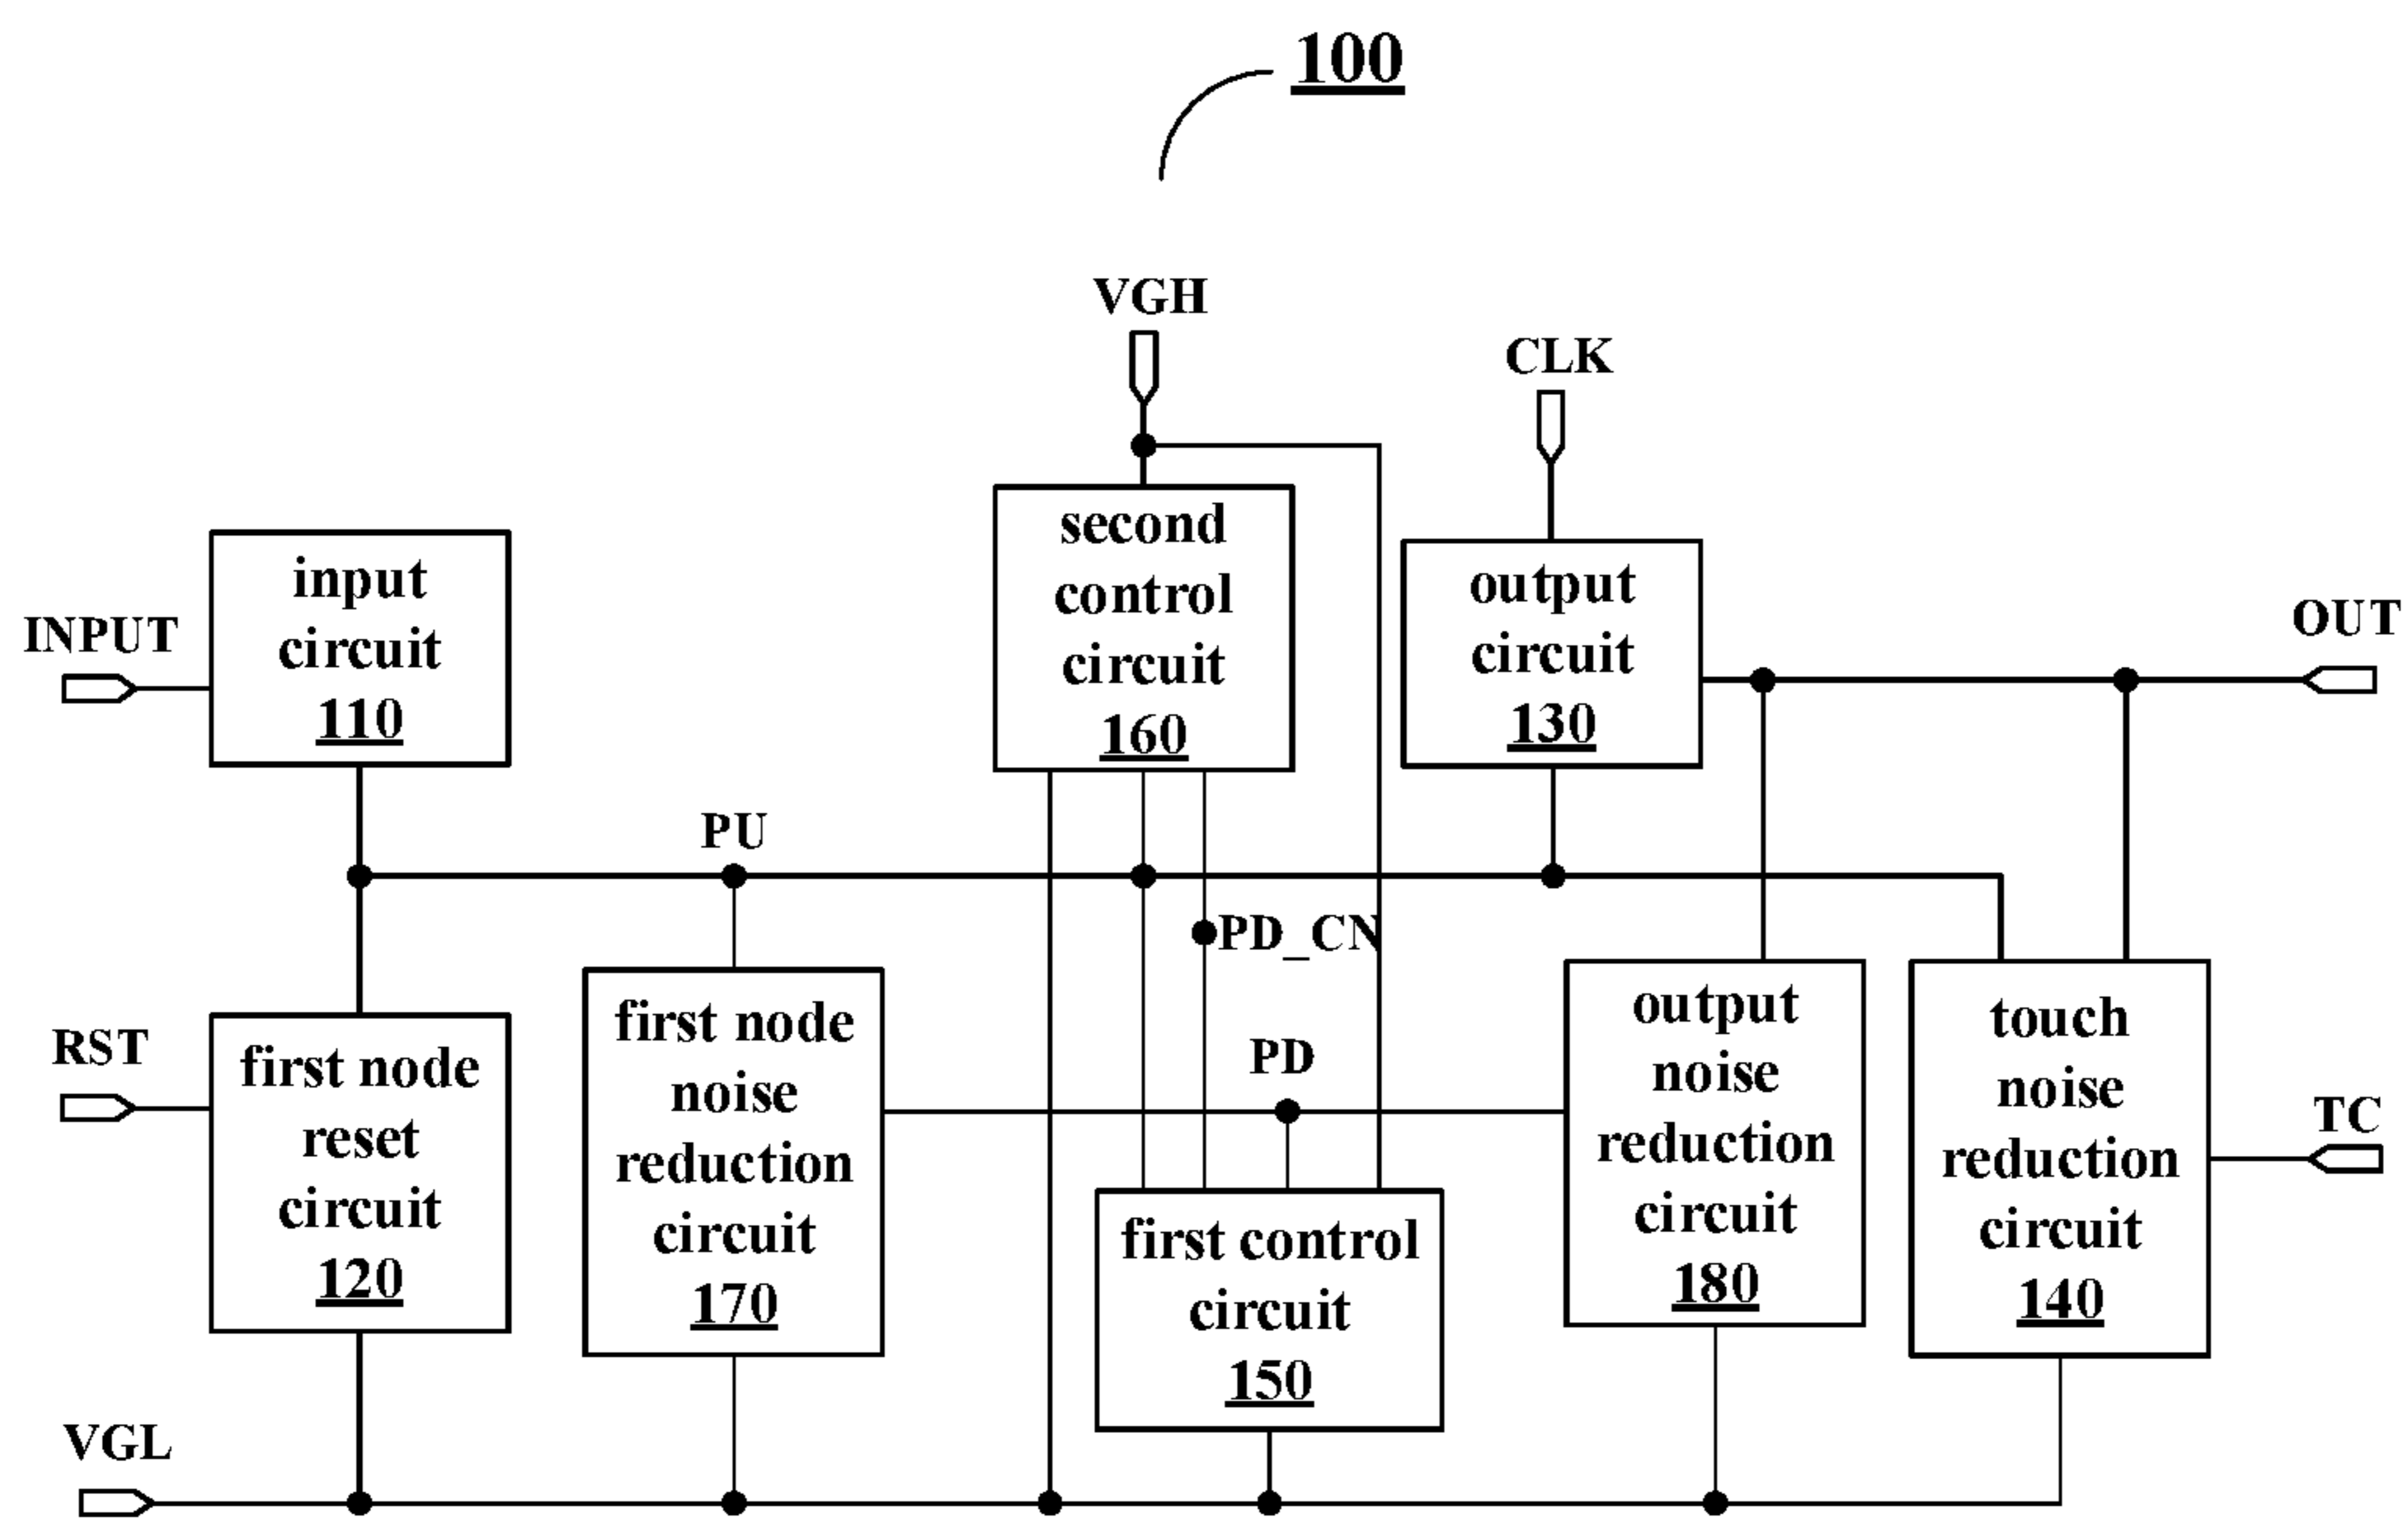 100
VGH
CLK
INPUT
input
circuit
110
second
control
circuit
160
output
circuit
130
OUT
PU
PD_CN
RST
first node
reset
circuit
120
first node
noise
reduction
circuit
170
PD
first control
circuit
150
output
noise
reduction
circuit
180
touch
noise
reduction
circuit
140
TC
VGL